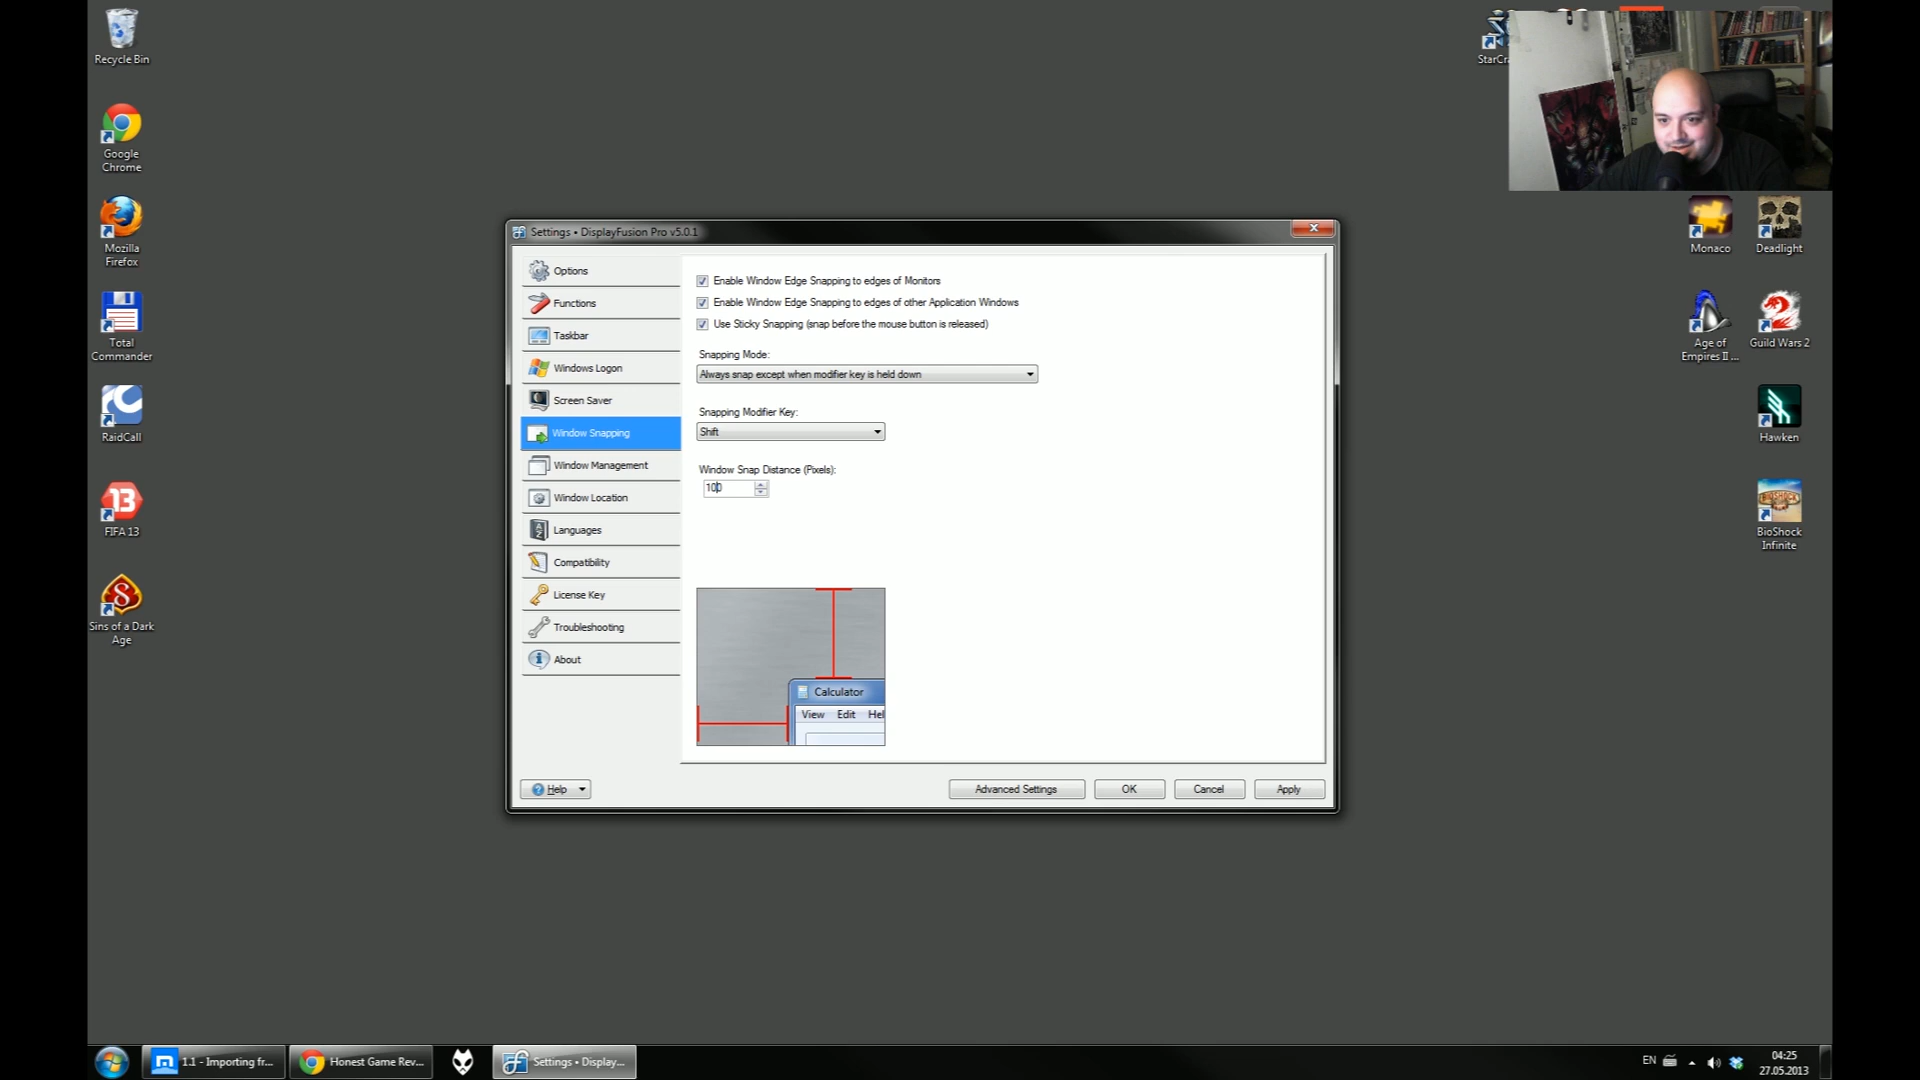 Recycle Bin
Google
Chrome
Mozilla
Firefox
Total
Commander
RaidCall
13
FIFA 13
Sins of a Dark
Age
StarCr
Monaco
Deadlight
Age of
Empires II ...
Guild Wars 2
Hawken
BIOSHOCK
BioShock
Infinite
Settings • DisplayFusion Pro v5.0.1
Options
Functions
Taskbar
Windows Logon
Screen Saver
Window Snapping
Window Management
Window Location
Languages
Compatibility
License Key
Troubleshooting
About
Enable Window Edge Snapping to edges of Monitors
Enable Window Edge Snapping to edges of other Application Windows
Use Sticky Snapping (snap before the mouse button is released)
Snapping Mode:
Always snap except when modifier key is held down
Snapping Modifier Key:
Shift
Window Snap Distance (Pixels):
100
Calculator
View Edit Hel
Help
Advanced Settings
OK
Cancel
Apply
1.1 - Importing fr...
Honest Game Rev...
Settings • Display...
EN
04:25
27.05.2013